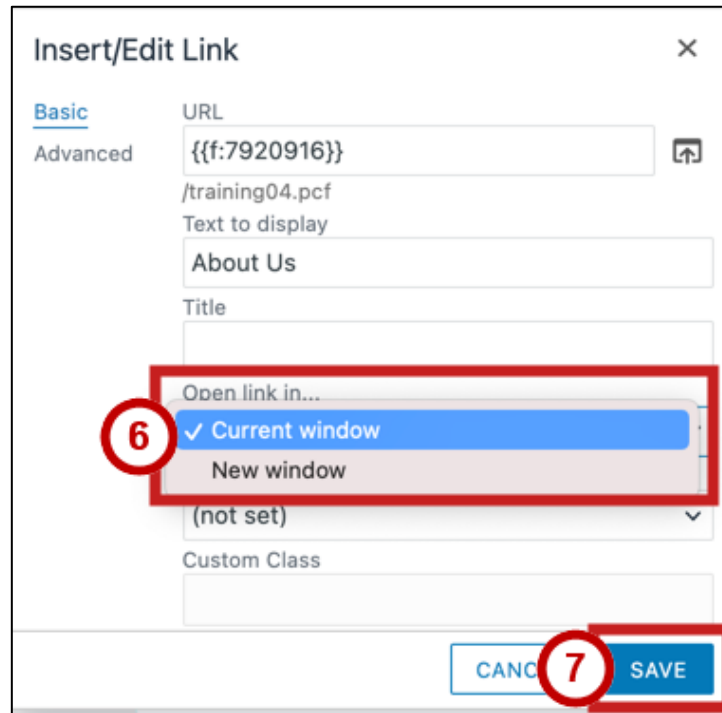 Insert/Edit Link
Basic
URL
Advanced
{{f:7920916}}
/training04.pcf
Text to display
About Us
Title
Open link in...
6
✓ Current window
New window
(not set)
Custom Class
7
SAVE